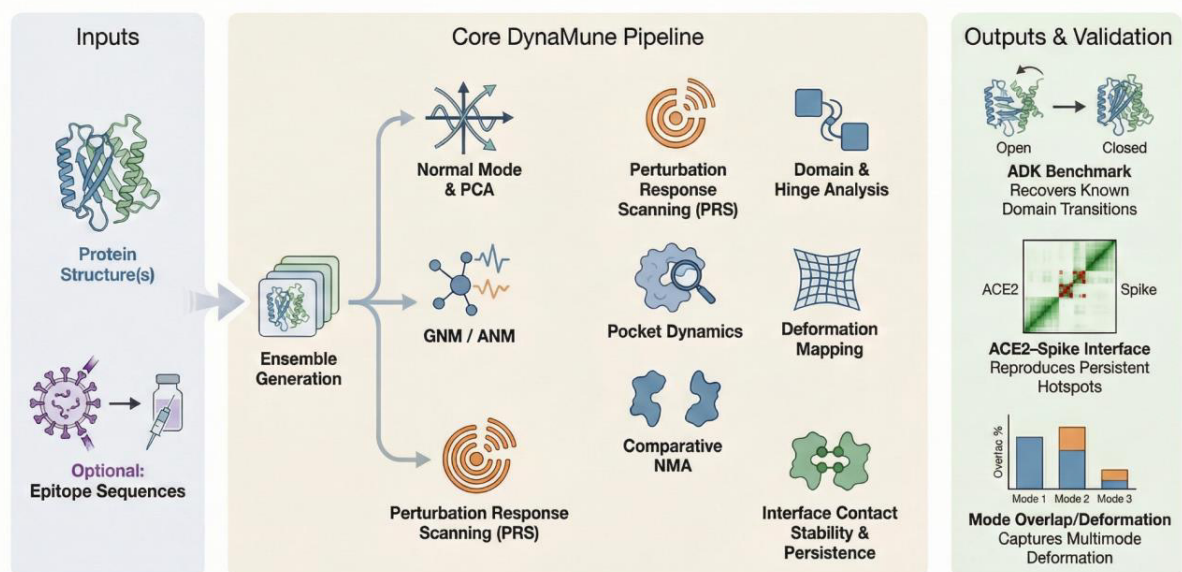 Inputs
Protein
Structure(s)
Optional:
Epitope Sequences
Core DynaMune Pipeline
Ensemble
Generation
Normal Mode
& PCA
GNM / ANM
Perturbation Response
Scanning (PRS)
Perturbation
Response
Scanning (PRS)
Pocket Dynamics
Comparative
NMA
Domain &
Hinge Analysis
Deformation
Mapping
Interface Contact
Stability &
Persistence
Outputs & Validation
Open
Closed
ADK Benchmark
Recovers Known
Domain Transitions
ACE2
Spike
ACE2–Spike Interface
Reproduces Persistent
Hotspots
Overlac %
Mode 1
Mode 2
Mode 3
Mode Overlap/Deformation
Captures Multimode
Deformation